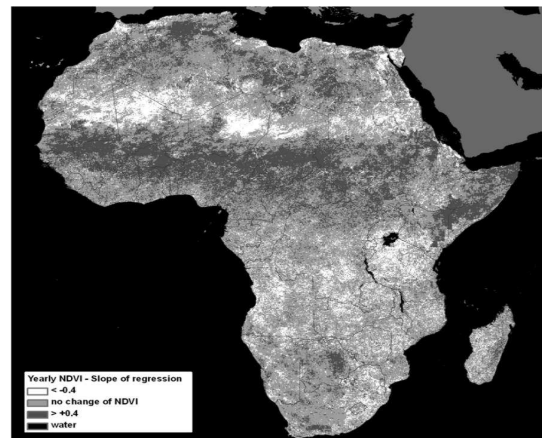 Yearly NDVI - Slope of regression
< -0.4
no change of NDVI
> +0.4
water